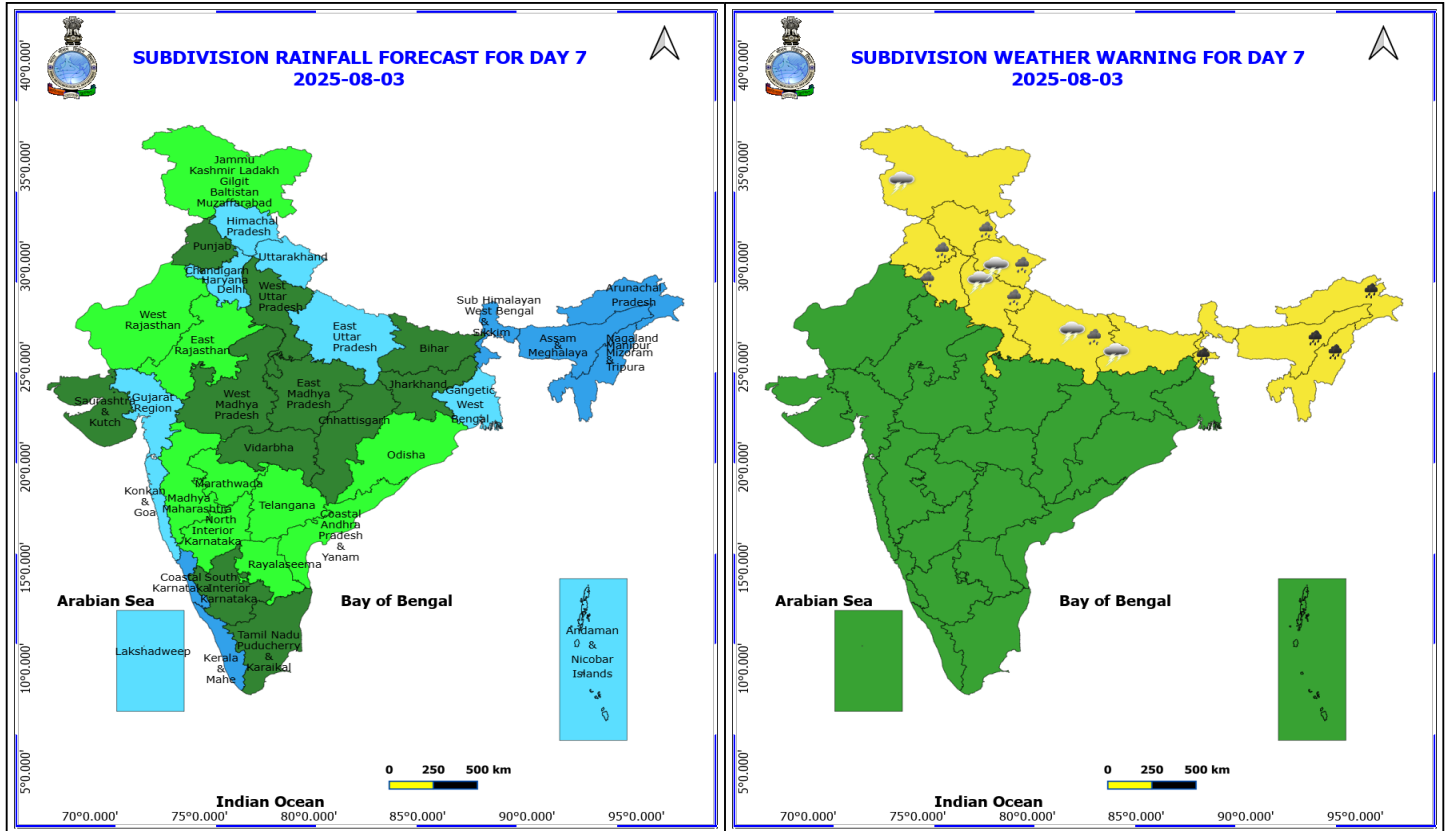 SUBDIVISION RAINFALL FORECAST FOR DAY 7
2025-08-03
40°0.000'
35°0.000'
30°0.000'
25°0.000'
20°0.000'
15°0.000'
10°0.000'
5°0.000'
Jammu
Kashmir Ladakh
Gilgit
Baltistan
Muzaffarabad
Himachal
Pradesh
Punjab
Uttarakhand
Chandigarh
Haryana
Delhi
West
Uttar
Pradesh
West
Rajasthan
East
Rajasthan
East
Uttar
Pradesh
Sub Himalayan
West Bengal
&
Sikkim
Arunachal
Pradesh
Assam
&
Meghalaya
Nagaland
Manipur
Mizoram
&
Tripura
Bihar
Jharkhand
Gangetic
West
Bengal
Saurashtra
&
Kutch
Gujarat
Region
West
Madhya
Pradesh
East
Madhya
Pradesh
Chhattisgarh
Vidarbha
Odisha
Konkan
&
Goa
Marathwada
Madhya
Maharashtra
Telangana
North
Interior
Karnataka
Coastal
Andhra
Pradesh
&
Yanam
Rayalaseema
Coastal
Karnataka
South
Interior
Karnataka
Tamil Nadu
Puducherry
&
Karaikal
Kerala
&
Mahe
Arabian Sea
Bay of Bengal
Lakshadweep
Andaman
&
Nicobar
Islands
0 250 500 km
Indian Ocean
70°0.000' 75°0.000' 80°0.000' 85°0.000' 90°0.000' 95°0.000'
SUBDIVISION WEATHER WARNING FOR DAY 7
2025-08-03
40°0.000'
35°0.000'
30°0.000'
25°0.000'
20°0.000'
15°0.000'
10°0.000'
5°0.000'
Arabian Sea
Bay of Bengal
0 250 500 km
Indian Ocean
70°0.000' 75°0.000' 80°0.000' 85°0.000' 90°0.000' 95°0.000'